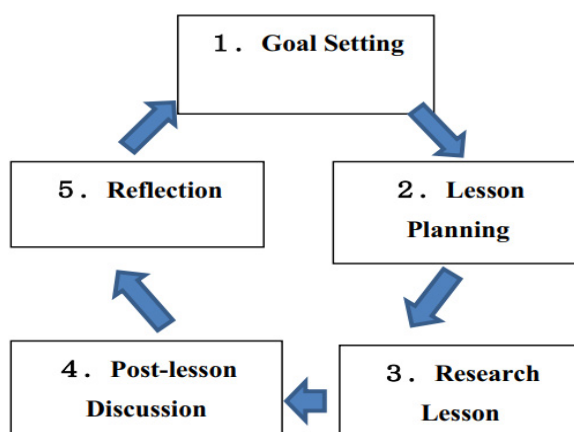 １．Goal Setting
２．Lesson
Planning
３．Research
Lesson
４．Post-lesson
Discussion
５．Reflection